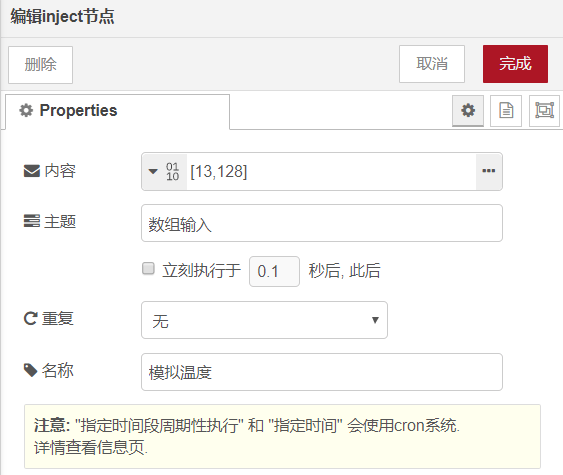 编辑inject节点
删除 取消 完成
Properties
内容 0110 [13,128]
主题 数组输入
立刻执行于 0.1 秒后, 此后
重复 无
名称 模拟温度
注意: "指定时间段周期性执行" 和 "指定时间" 会使用cron系统.
详情查看信息页.